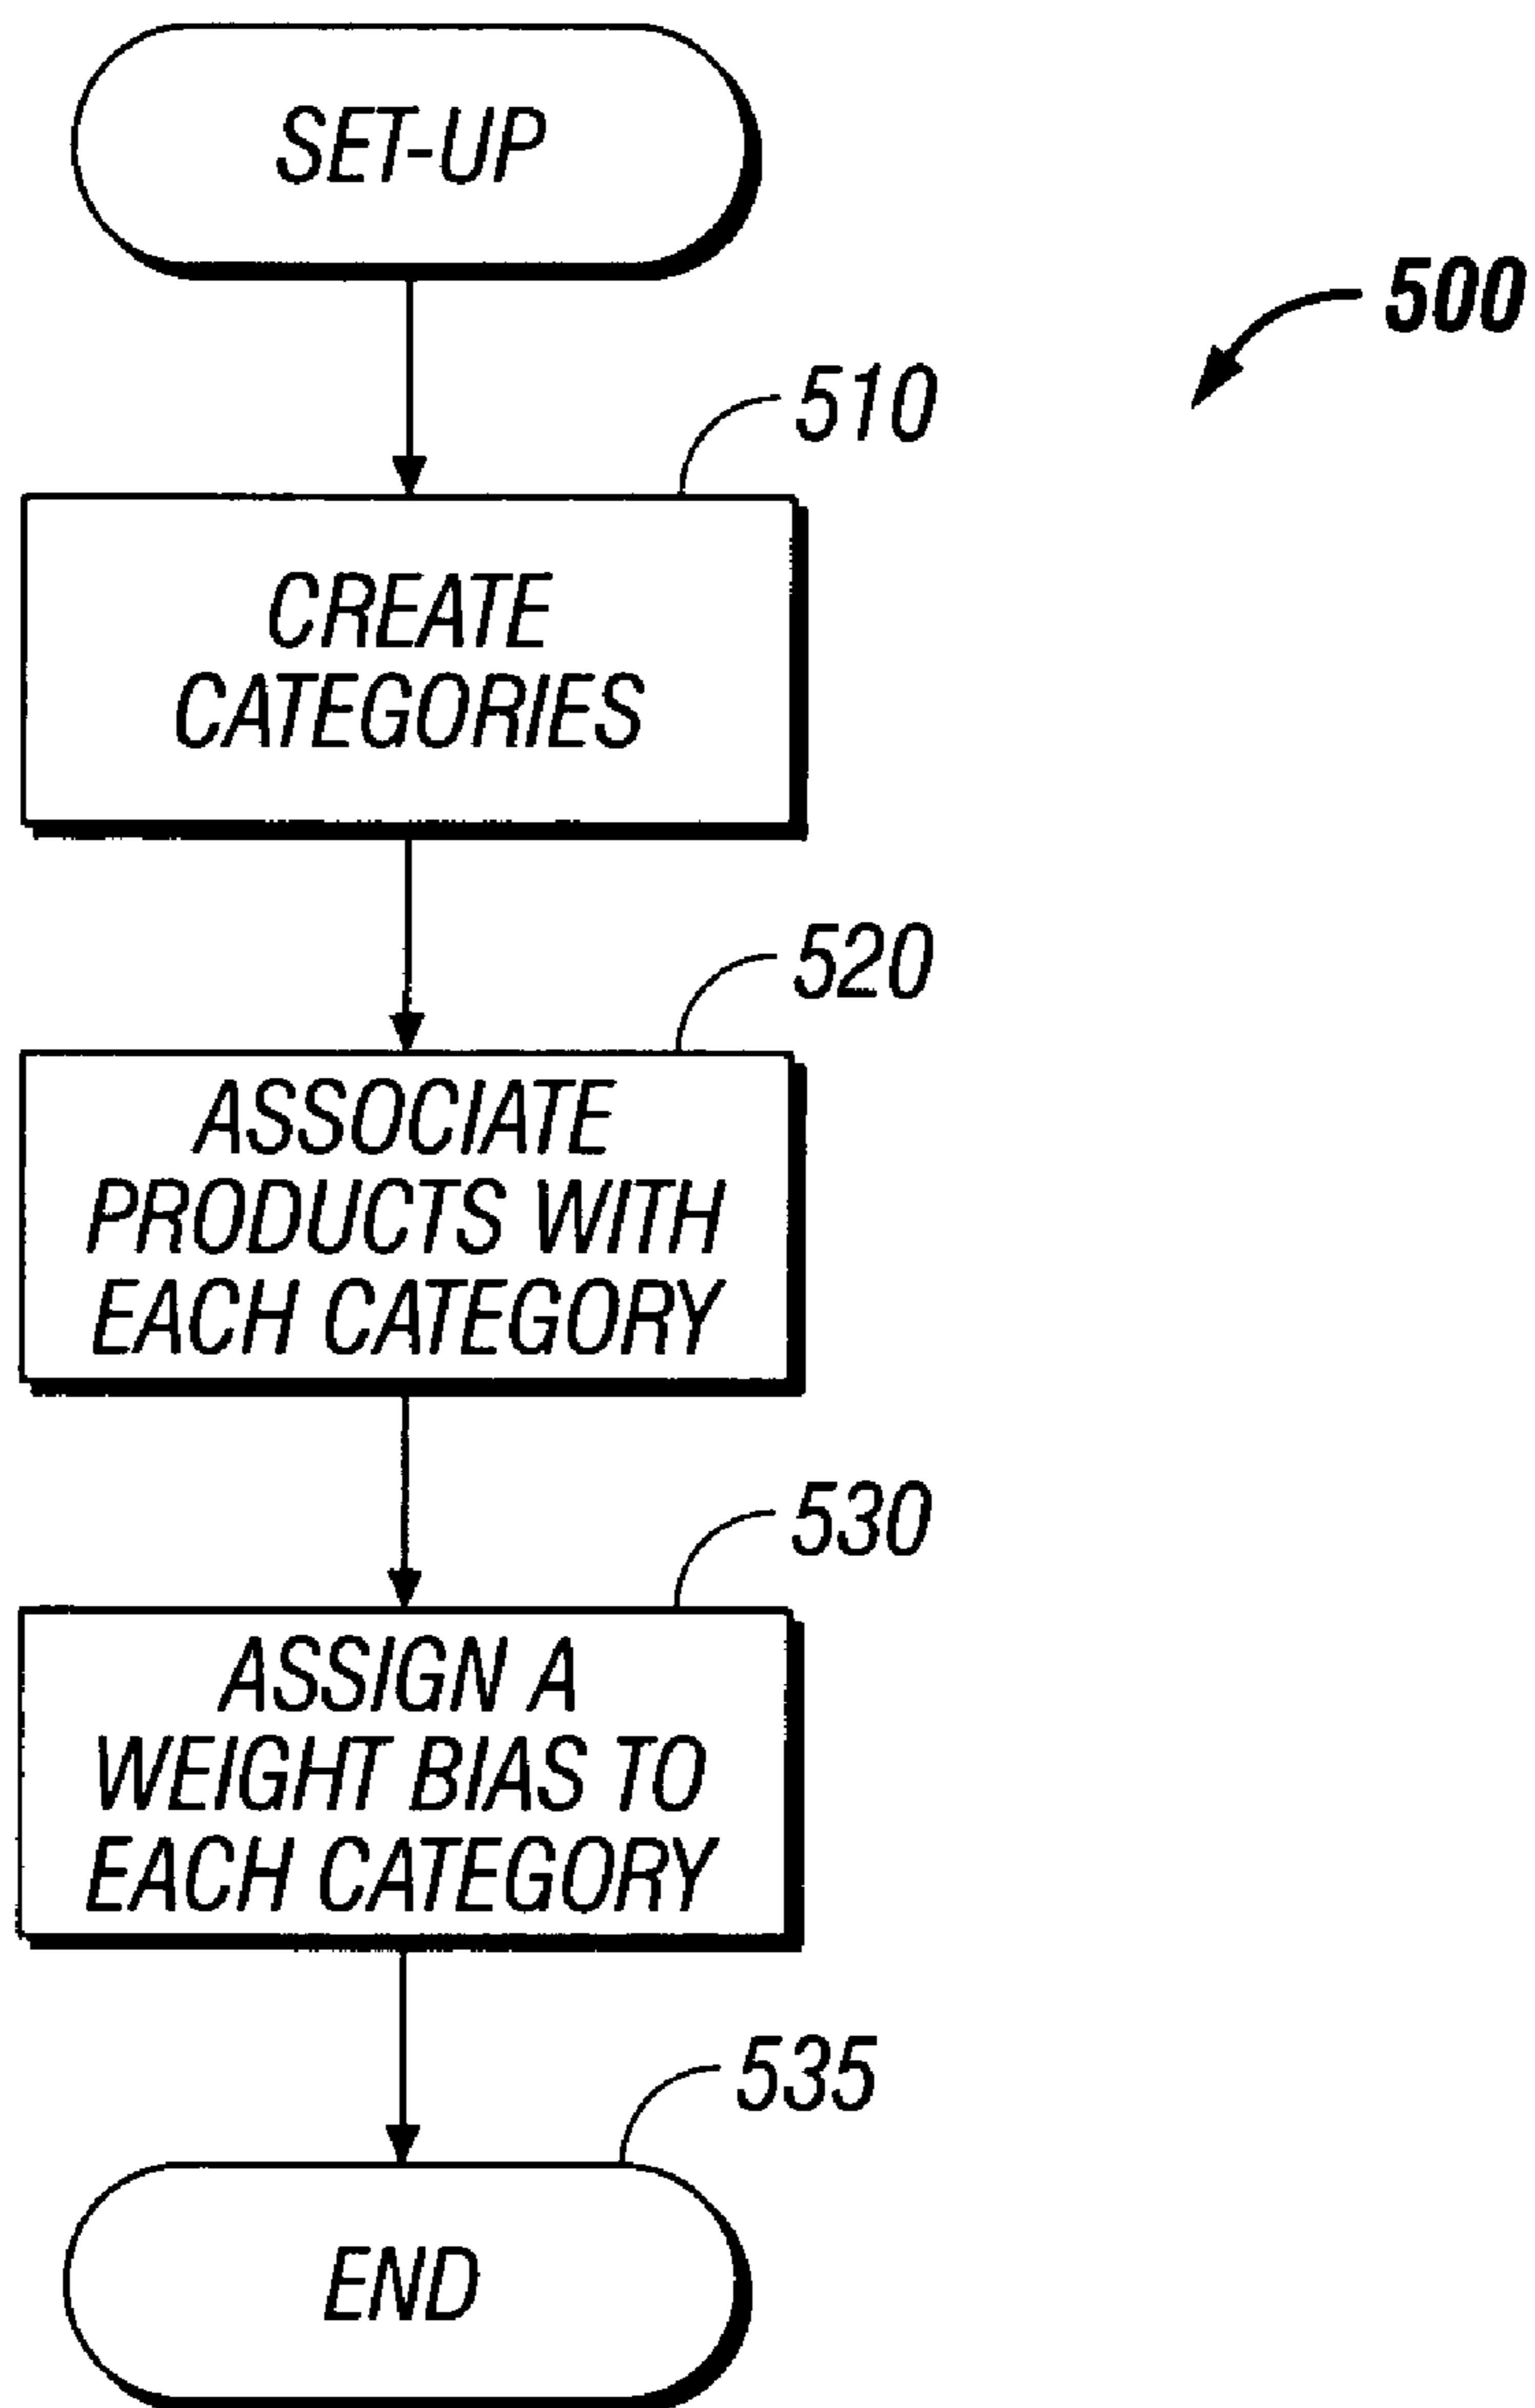 SET-UP
500
510
CREATE
CATEGORIES
520
ASSOCIATE
PRODUCTS WITH
EACH CATEGORY
530
ASSIGN A
WEIGHT BIAS TO
EACH CATEGORY
535
END